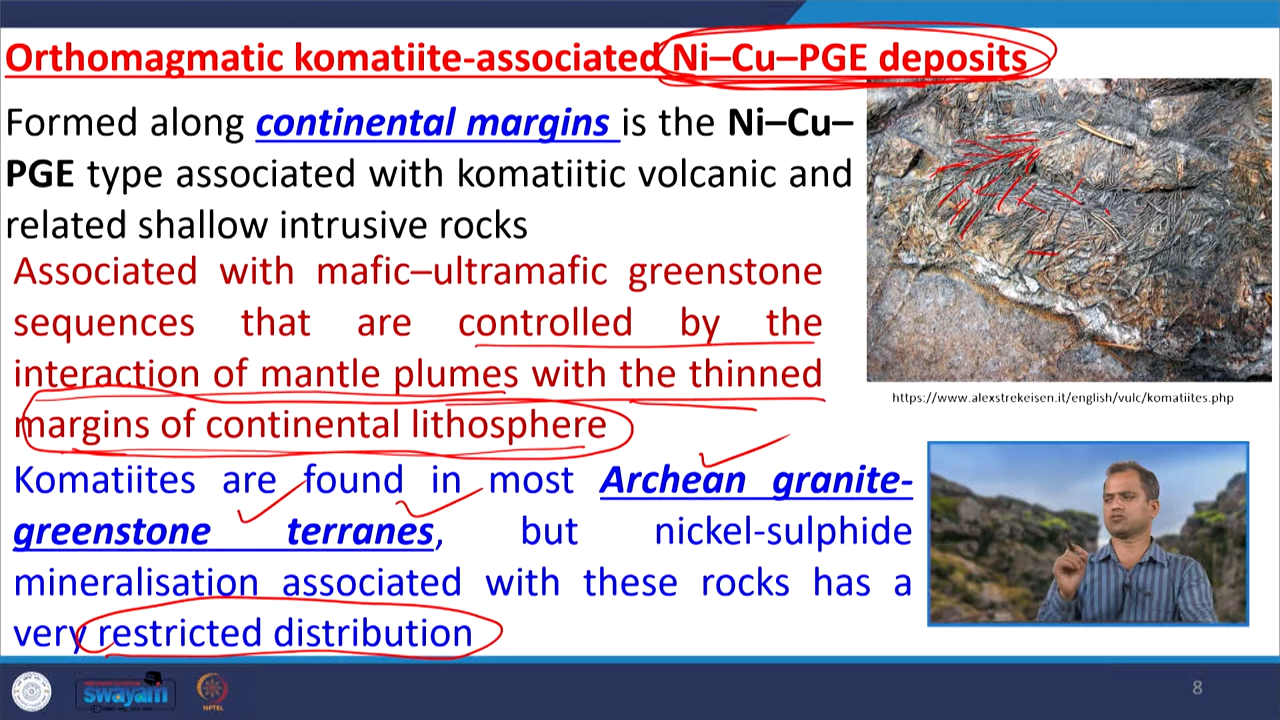 Orthomagmatic komatiite-associated Ni–Cu–PGE deposits
Formed along continental margins is the Ni–Cu–
PGE type associated with komatiitic volcanic and
related shallow intrusive rocks
Associated with mafic–ultramafic greenstone
sequences that are controlled by the
interaction of mantle plumes with the thinned
margins of continental lithosphere
https://www.alexstrekeisen.it/english/vulc/komatiites.php
Komatiites are found in most Archean granite-
greenstone terranes, but nickel-sulphide
mineralisation associated with these rocks has a
very restricted distribution
swayam
NPTEL
8